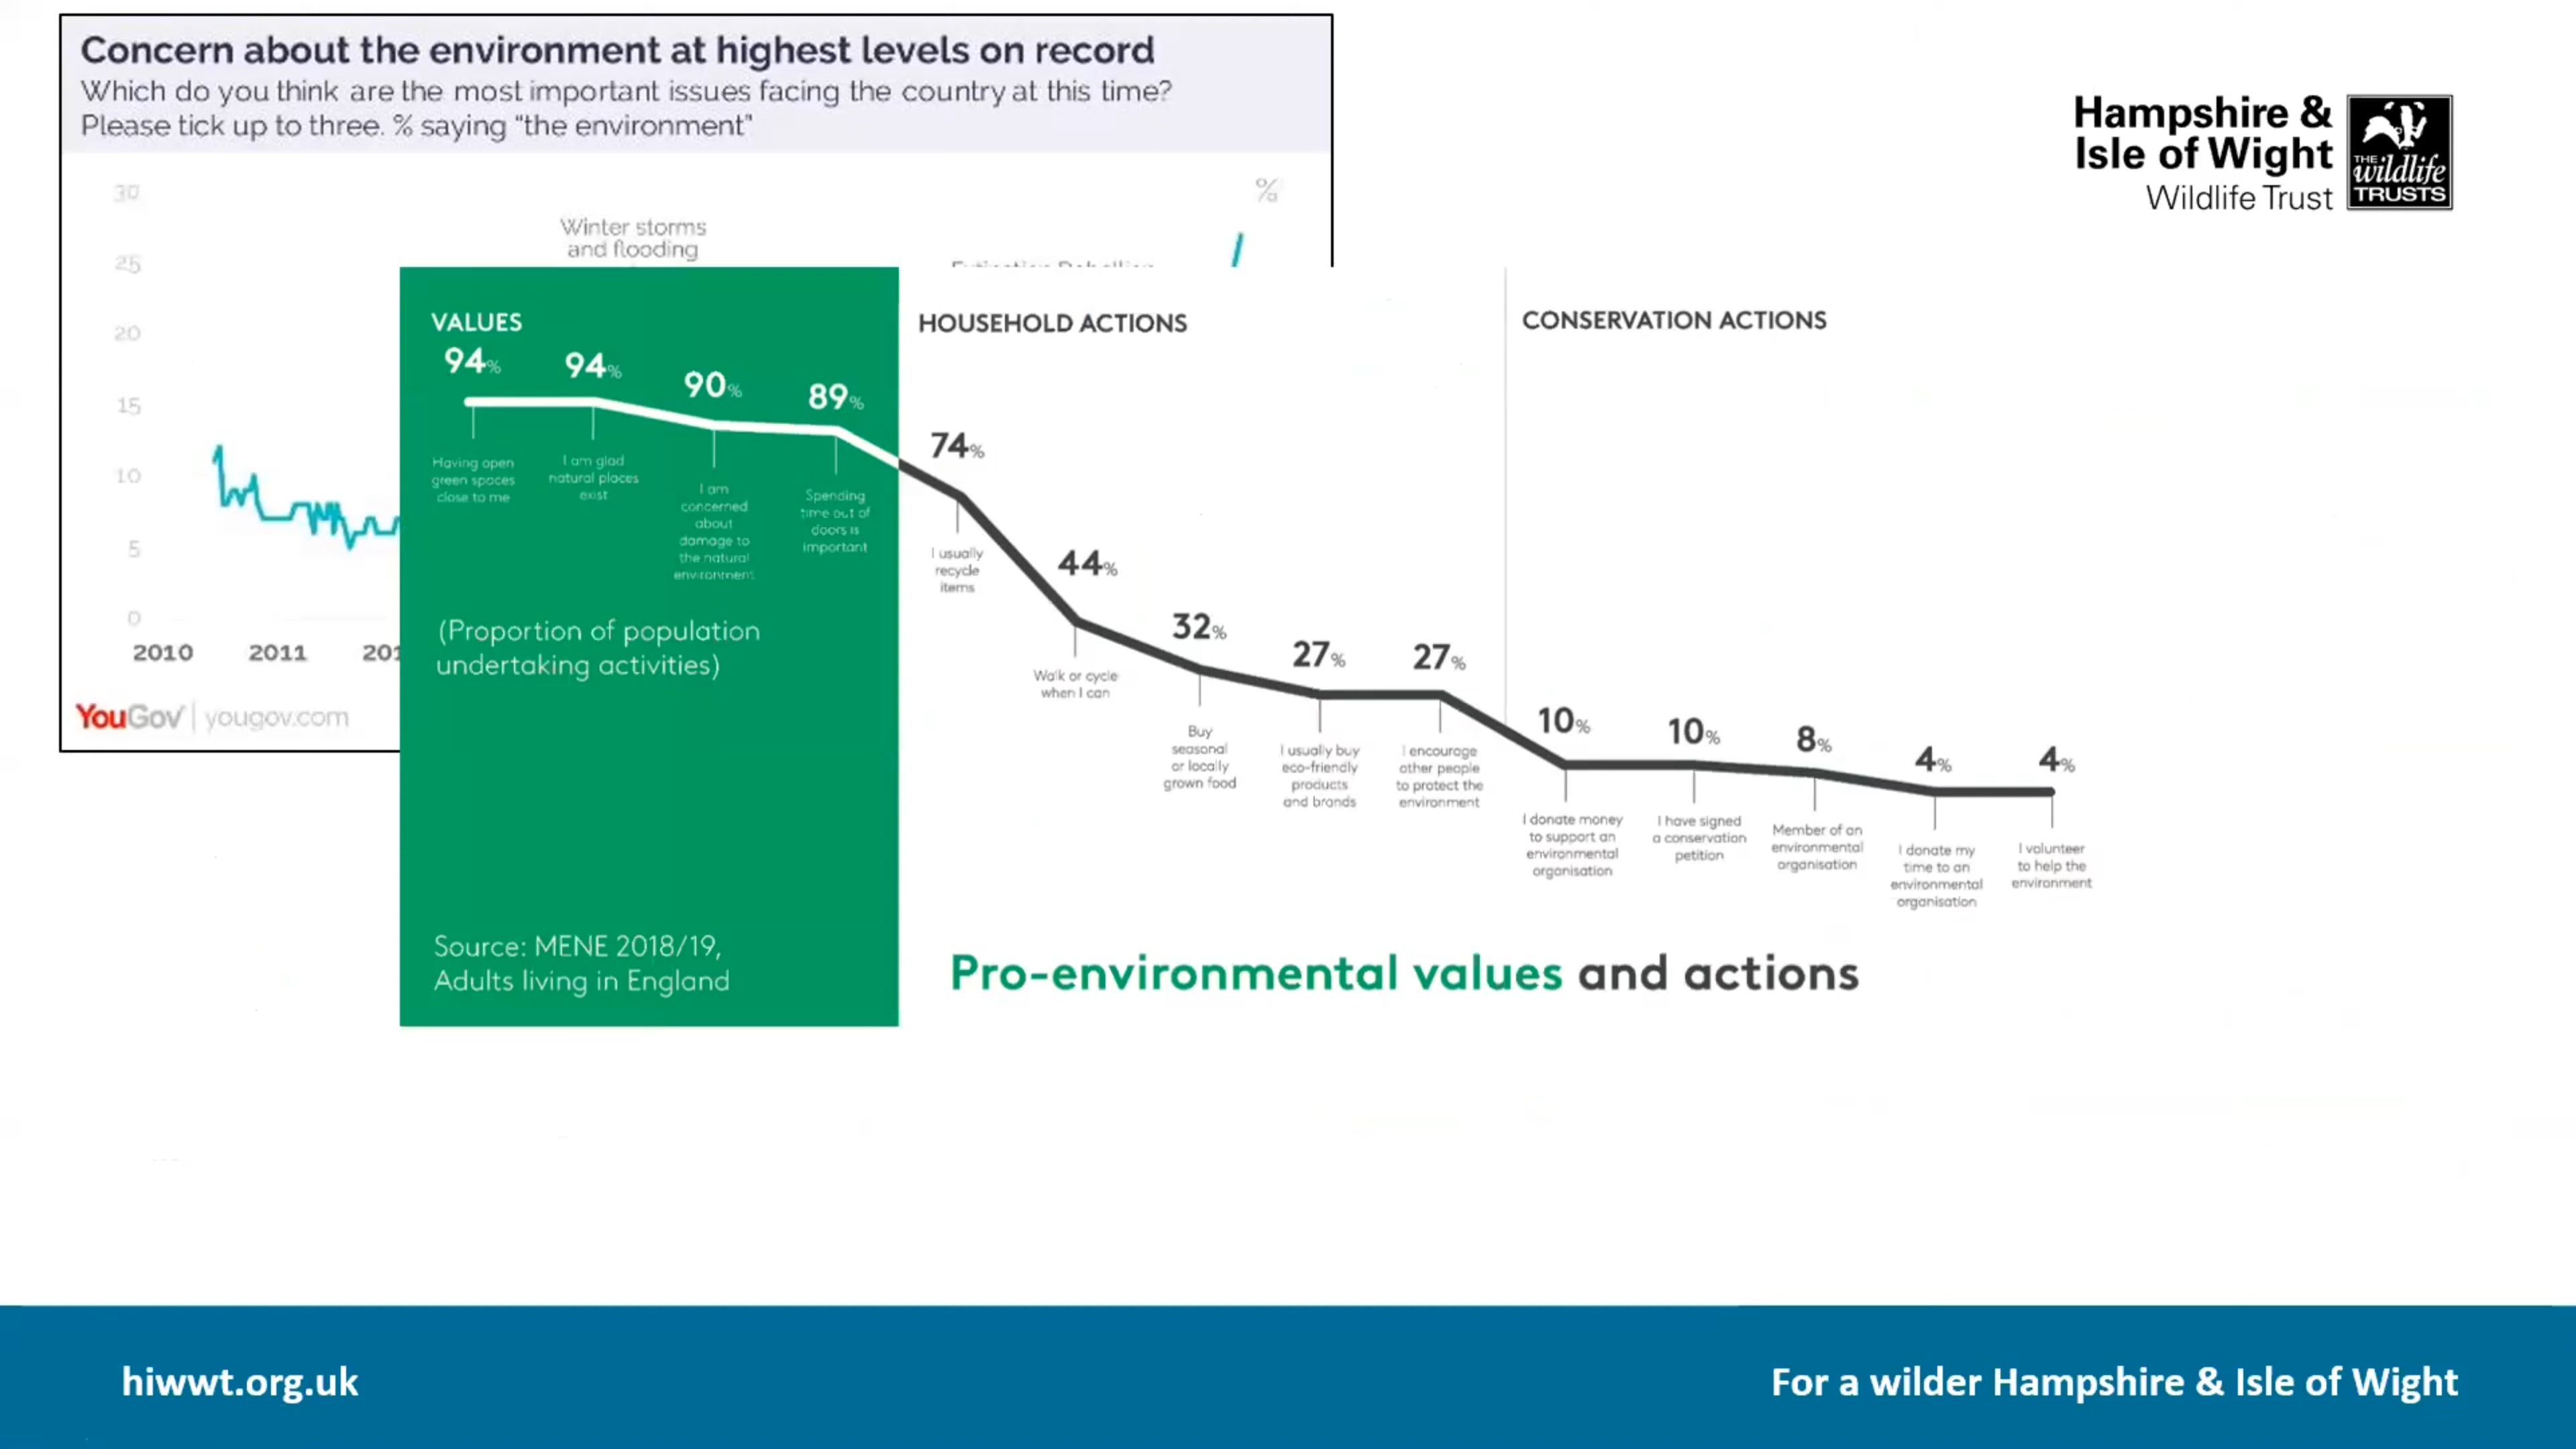 Concern about the environment at highest levels on record
Which do you think are the most important issues facing the country at this time?
Please tick up to three. % saying "the environment"
30
25
20
15
10
5
0
%
Winter storms
and flooding
2010
2011
YouGov
yougov.com
Hampshire &
Isle of Wight
Wildlife Trust
THE
wildlife
TRUSTS
VALUES
94%
Having open
green spaces
close to me
94%
I am glad
natural places
exist
90%
I am
concerned
about
damage to
the natural
environment
89%
Spending
time out of
doors is
important
(Proportion of population
undertaking activities)
Source: MENE 2018/19,
Adults living in England
HOUSEHOLD ACTIONS
74%
I usually
recycle
items
44%
Walk or cycle
when I can
32%
Buy
seasonal
or locally
grown food
27%
I usually buy
eco-friendly
products
and brands
27%
I encourage
other people
to protect the
environment
CONSERVATION ACTIONS
10%
I donate money
to support an
environmental
organisation
10%
I have signed
a conservation
petition
8%
Member of an
environmental
organisation
4%
I donate my
time to an
environmental
organisation
4%
I volunteer
to help the
environment
Pro-environmental values and actions
hiwwt.org.uk
For a wilder Hampshire & Isle of Wight